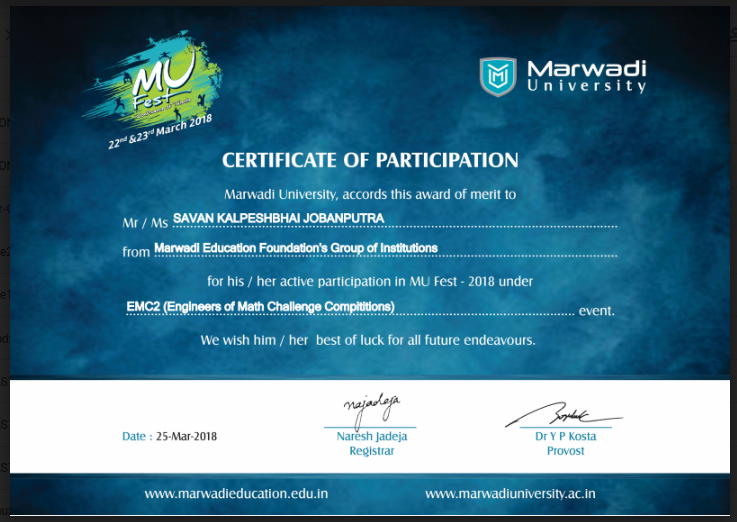 MU
Fest
22nd & 23rd March 2018
Marwadi
University
CERTIFICATE OF PARTICIPATION
Marwadi University, accords this award of merit to
Mr / Ms SAVAN KALPESHBHAI JOBANPUTRA
from Marwadi Education Foundation's Group of Institutions
for his / her active participation in MU Fest - 2018 under
EMC2 (Engineers of Math Challenge Compititions) event.
We wish him / her best of luck for all future endeavours.
najadeja
Date : 25-Mar-2018
Naresh Jadeja
Registrar
Dr Y P Kosta
Provost
www.marwadieducation.edu.in
www.marwadiuniversity.ac.in